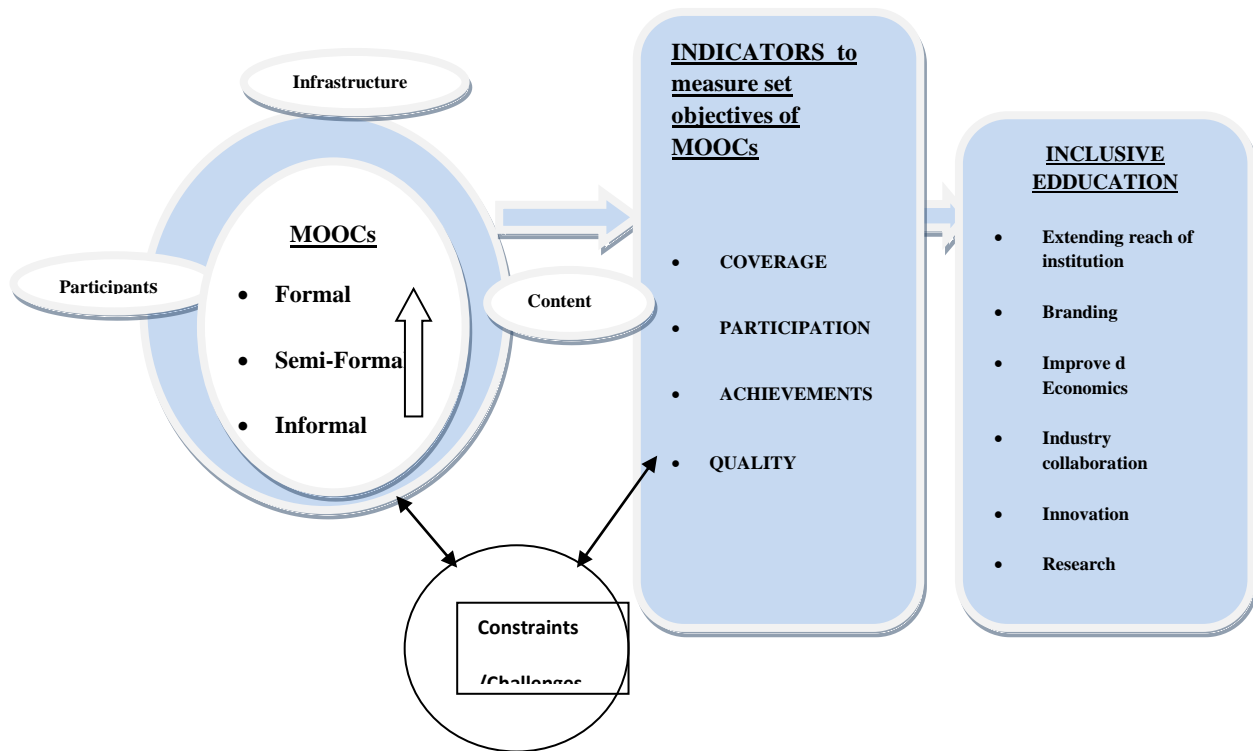 Infrastructure
Participants
MOOCs
• Formal
• Semi-Forma
• Informal
Content
INDICATORS to
measure set
objectives of
MOOCs
• COVERAGE
• PARTICIPATION
• ACHIEVEMENTS
• QUALITY
INCLUSIVE
EDDUCATION
• Extending reach of
institution
• Branding
• Improve d
Economics
• Industry
collaboration
• Innovation
• Research
Constraints
/Challenges